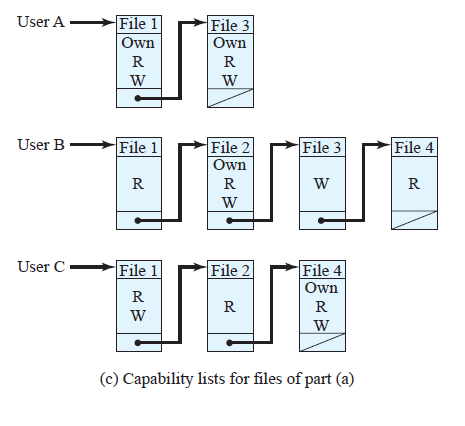 User A File 1 File 3
Own Own
R R
W W
User B File 1 File 2 File 3 File 4
Own
R R W R
W
User C File 1 File 2 File 4
Own
R R R
W W
(c) Capability lists for files of part (a)